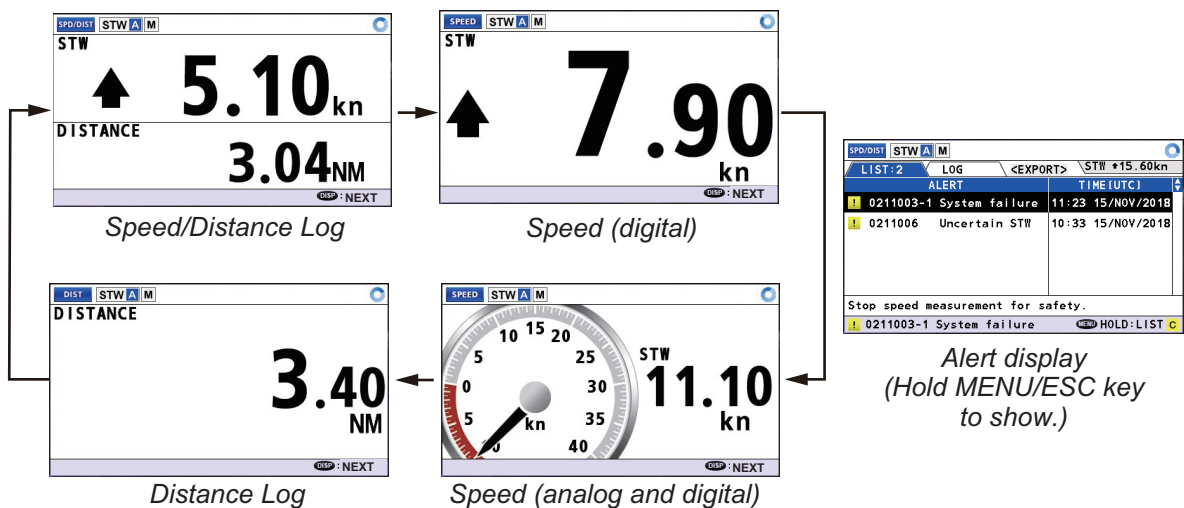 SPD/DIST STW A M
STW
5.10kn
DISTANCE
3.04NM
DISP : NEXT
Speed/Distance Log
SPEED STW A M
STW
7.90
kn
DISP : NEXT
Speed (digital)
SPD/DIST STW A M
LIST:2 LOG <EXPORT> STW 15.60kn
ALERT TIME[UTC]
! 0211003-1 System failure 11:23 15/NOV/2018
! 0211006 Uncertain STW 10:33 15/NOV/2018
Stop speed measurement for safety.
! 0211003-1 System failure MENU HOLD:LIST C
Alert display
(Hold MENU/ESC key
to show.)
DIST STW A M
DISTANCE
3.40
NM
DISP : NEXT
Distance Log
SPEED STW A M
10 15 20
5 25
0 30
5 35
40
kn
STW
11.10
kn
DISP : NEXT
Speed (analog and digital)